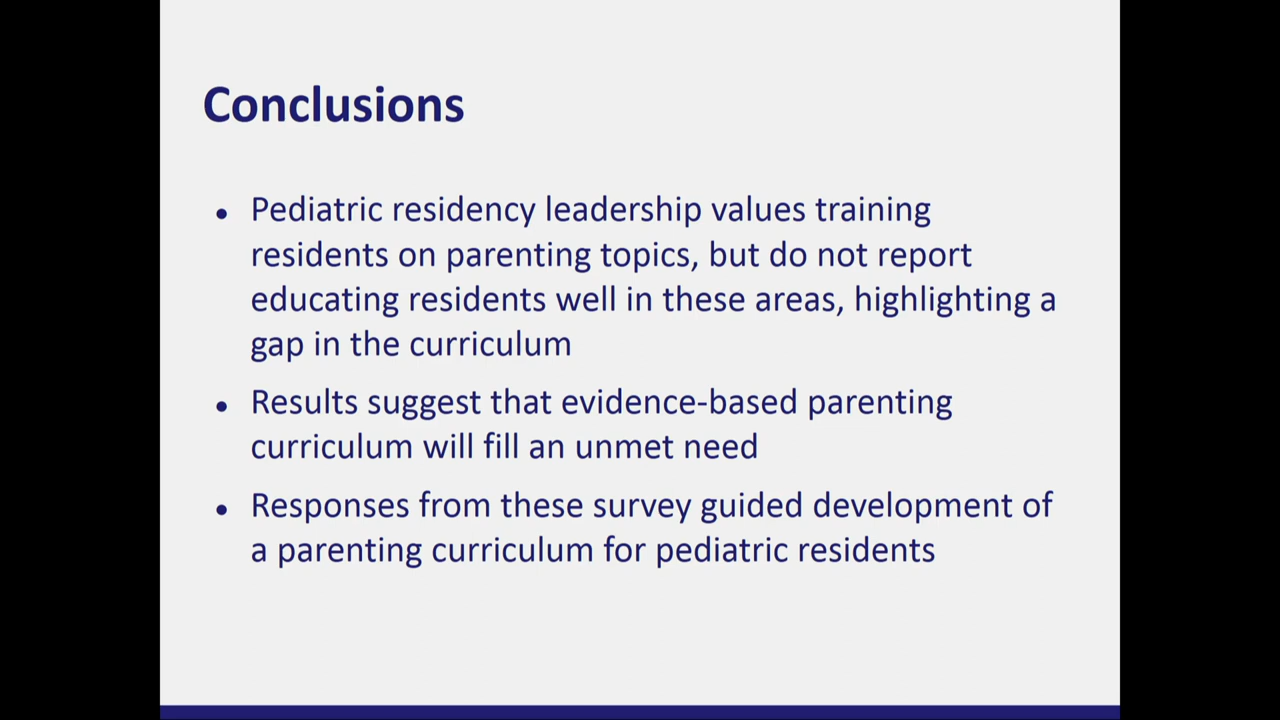 Conclusions
• Pediatric residency leadership values training
residents on parenting topics, but do not report
educating residents well in these areas, highlighting a
gap in the curriculum
• Results suggest that evidence-based parenting
curriculum will fill an unmet need
• Responses from these survey guided development of
a parenting curriculum for pediatric residents